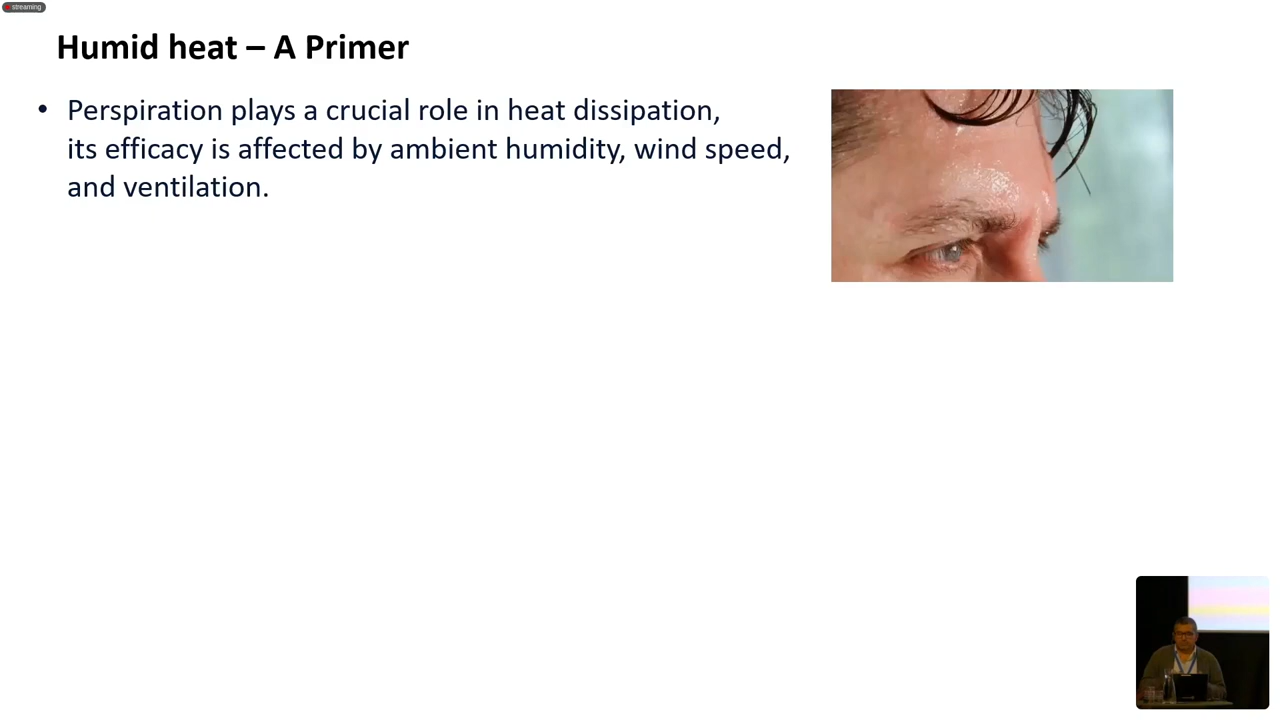 streaming
Humid heat – A Primer
• Perspiration plays a crucial role in heat dissipation,
its efficacy is affected by ambient humidity, wind speed,
and ventilation.